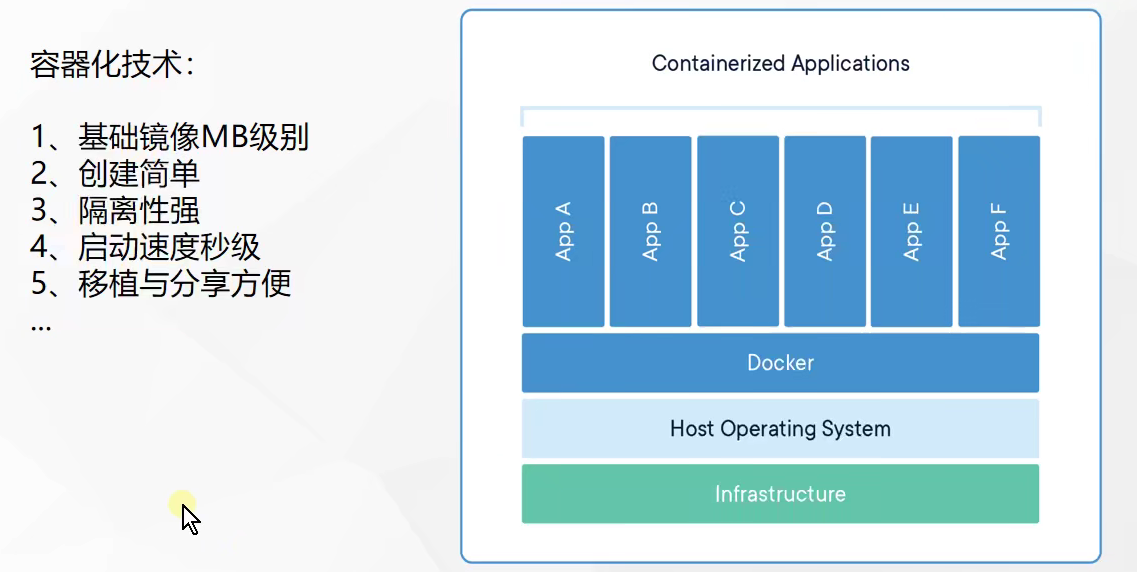 容器化技术：
1、基础镜像MB级别
2、创建简单
3、隔离性强
4、启动速度秒级
5、移植与分享方便
...
Containerized Applications
App A
App B
App C
App D
App E
App F
Docker
Host Operating System
Infrastructure